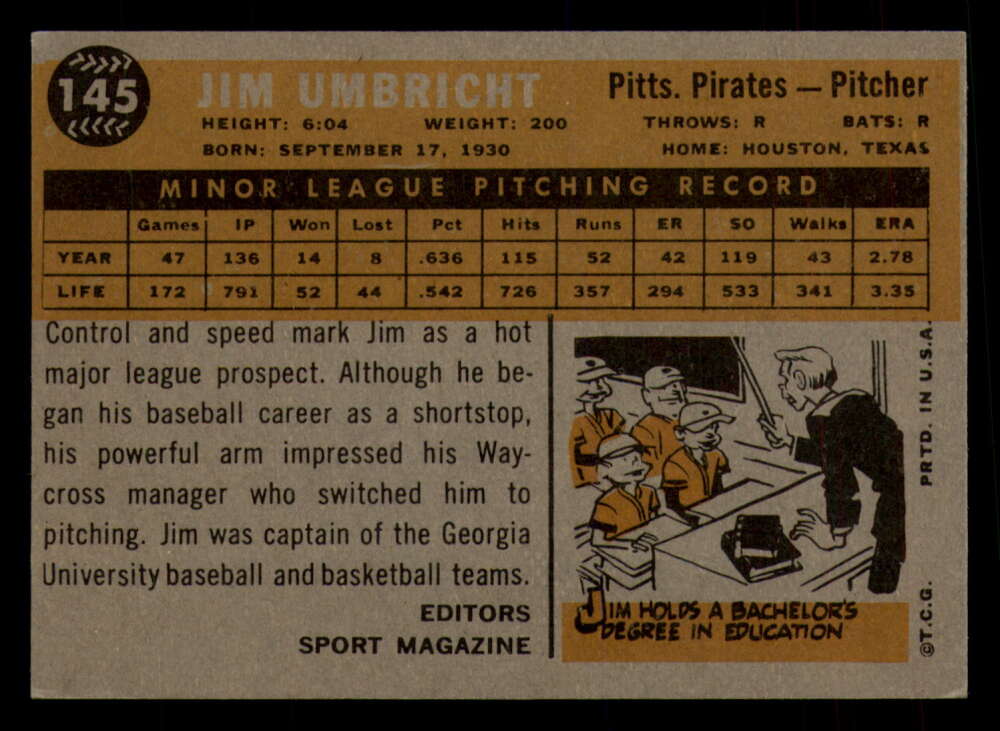 145
JIM UMBRICHT
Pitts. Pirates — Pitcher
HEIGHT: 6:04 WEIGHT: 200 THROWS: R BATS: R
BORN: SEPTEMBER 17, 1930 HOME: HOUSTON, TEXAS
MINOR LEAGUE PITCHING RECORD
Games IP Won Lost Pct Hits Runs ER SO Walks ERA
YEAR 47 136 14 8 .636 115 52 42 119 43 2.78
LIFE 172 791 52 44 .542 726 357 294 533 341 3.35
Control and speed mark Jim as a hot
major league prospect. Although he be-
gan his baseball career as a shortstop,
his powerful arm impressed his Way-
cross manager who switched him to
pitching. Jim was captain of the Georgia
University baseball and basketball teams.
EDITORS
SPORT MAGAZINE
JIM HOLDS A BACHELOR'S
DEGREE IN EDUCATION
©T.C.G. PRTD. IN U.S.A.